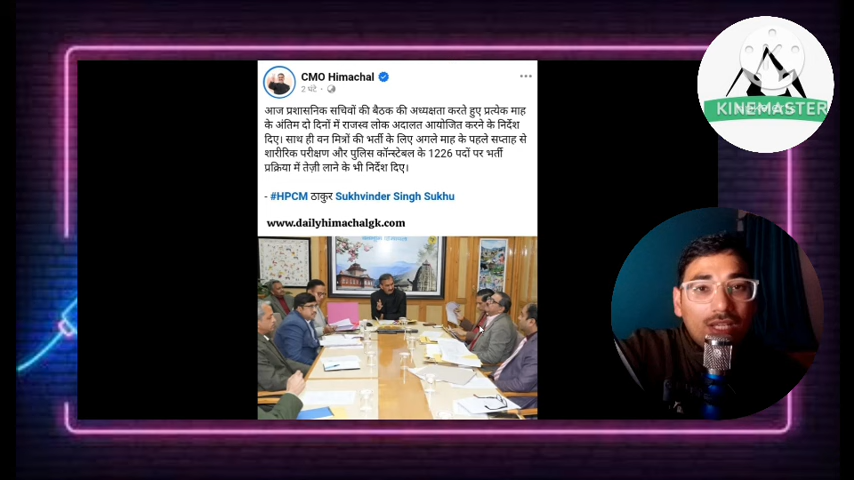 CMO Himachal
2 घंटे ·
आज प्रशासनिक सचिवों की बैठक की अध्यक्षता करते हुए प्रत्येक माह
के अंतिम दो दिनों में राजस्व लोक अदालत आयोजित करने के निर्देश
दिए। साथ ही वन मित्रों की भर्ती के लिए अगले माह के पहले सप्ताह से
शारीरिक परीक्षण और पुलिस कॉन्स्टेबल के 1226 पदों पर भर्ती
प्रक्रिया में तेज़ी लाने के भी निर्देश दिए।
- #HPCM ठाकुर Sukhvinder Singh Sukhu
www.dailyhimachalgk.com
KINEMASTER